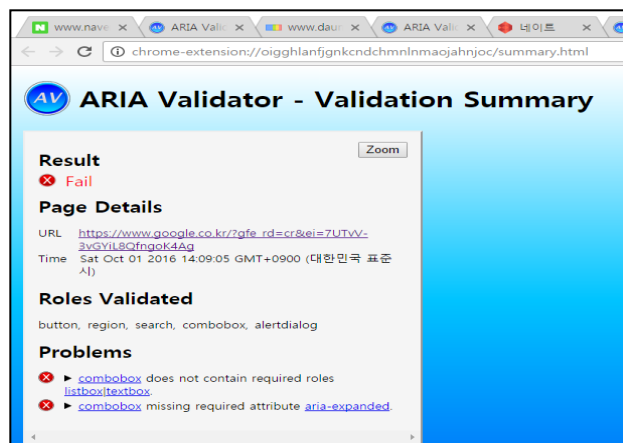 www.nave
ARIA Valid
www.daur
ARIA Valid
네이트
chrome-extension://oigghlanfjgnkcndchmnlnmaojahnjoc/summary.html
AV ARIA Validator - Validation Summary
Zoom
Result
Fail
Page Details
URL https://www.google.co.kr/?gfe_rd=cr&ei=7UTvV-
3vGYiL8QfngoK4Ag
Time Sat Oct 01 2016 14:09:05 GMT+0900 (대한민국 표준
시)
Roles Validated
button, region, search, combobox, alertdialog
Problems
▶ combobox does not contain required roles
listbox|textbox.
▶ combobox missing required attribute aria-expanded.